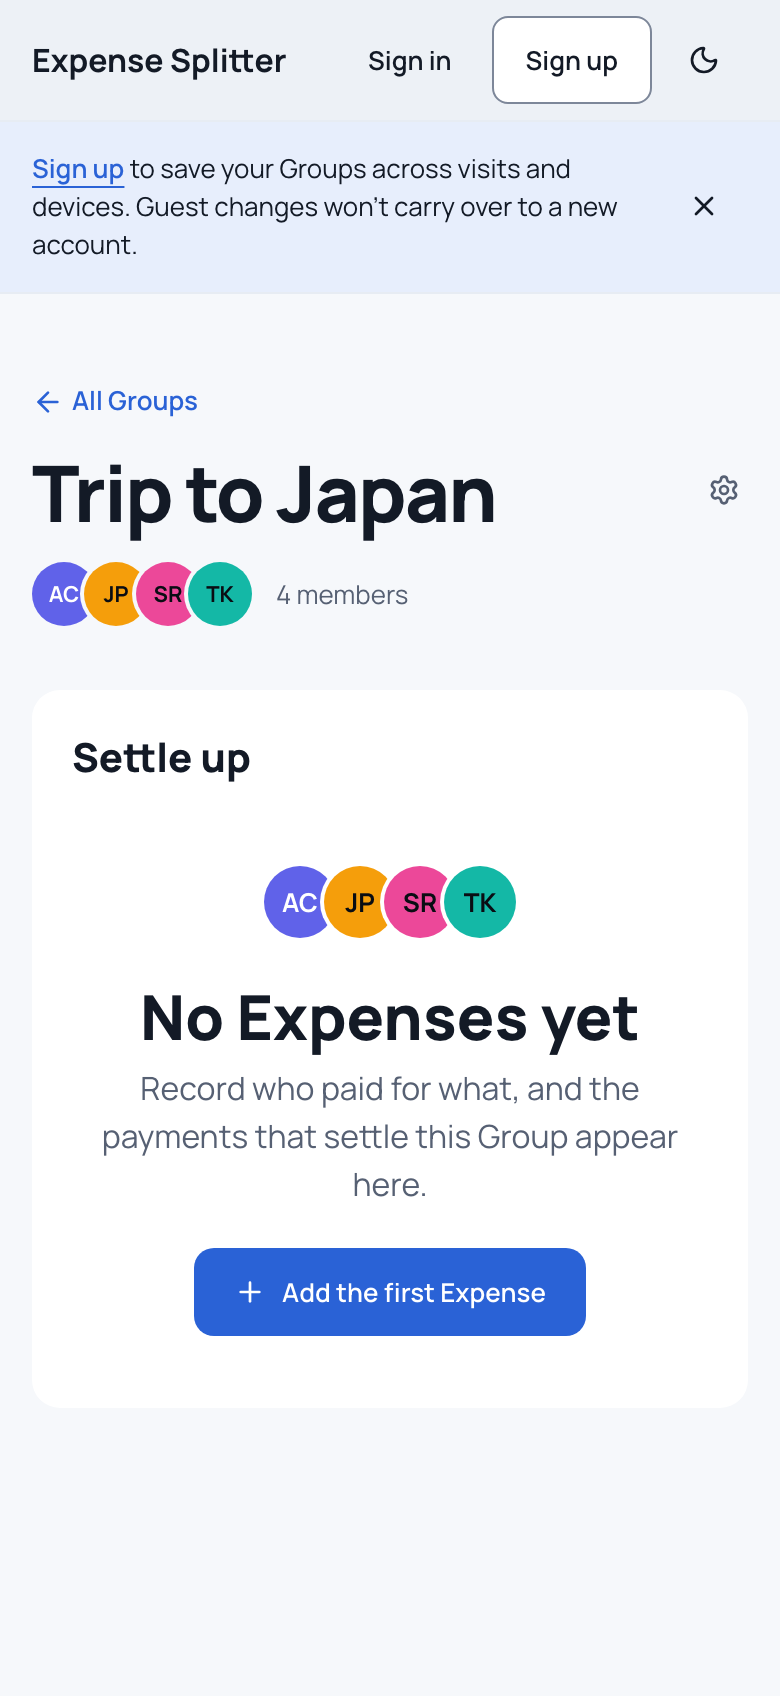 Expense Splitter
Sign in
Sign up
Sign up to save your Groups across visits and
devices. Guest changes won’t carry over to a new
account.
All Groups
Trip to Japan
AC JP SR TK 4 members
Settle up
AC JP SR TK
No Expenses yet
Record who paid for what, and the
payments that settle this Group appear
here.
Add the first Expense